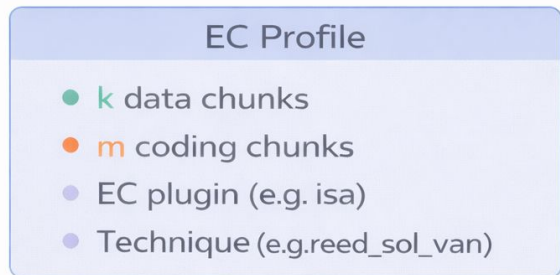 EC Profile
k data chunks
m coding chunks
EC plugin (e.g. isa)
Technique (e.g.reed_sol_van)